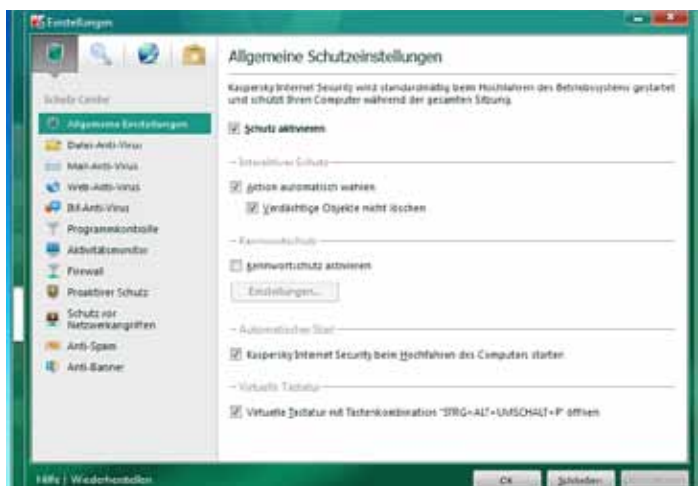 Einstellungen
Allgemeine Schutzeinstellungen
Kaspersky Internet Security wird standardmäßig beim Hochfahren des Betriebssystems gestartet
und schützt Ihren Computer während der gesamten Sitzung.
Schutz aktivieren
Interaktiver Schutz
Aktion automatisch wählen
Verdächtige Objekte nicht löschen
Kennwortschutz
Kennwortschutz aktivieren
Einstellungen...
Automatischer Start
Kaspersky Internet Security beim Hochfahren des Computers starten
Virtuelle Tastatur
Virtuelle Tastatur mit Tastenkombination "STRG+ALT+UMSCHALT+P" öffnen
Schutz-Center
Allgemeine Einstellungen
Datei-Anti-Virus
Mail-Anti-Virus
Web-Anti-Virus
IM-Anti-Virus
Programmkontrolle
Aktivitätsmonitor
Firewall
Proaktiver Schutz
Schutz vor
Netzwerkangriffen
Anti-Spam
Anti-Banner
Hilfe | Wiederherstellen
OK
Schließen